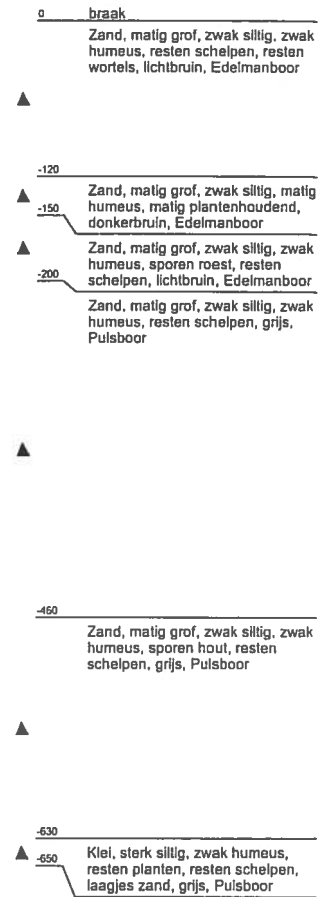 0 braak
Zand, matig grof, zwak siltig, zwak
humeus, resten schelpen, resten
wortels, lichtbruin, Edelmanboor
-120
Zand, matig grof, zwak siltig, matig
-150 humeus, matig plantenhoudend,
donkerbruin, Edelmanboor
Zand, matig grof, zwak siltig, zwak
humeus, sporen roest, resten
-200 schelpen, lichtbruin, Edelmanboor
Zand, matig grof, zwak siltig, zwak
humeus, resten schelpen, grijs,
Pulsboor
-460
Zand, matig grof, zwak siltig, zwak
humeus, sporen hout, resten
schelpen, grijs, Pulsboor
-630
-650 Klei, sterk siltig, zwak humeus,
resten planten, resten schelpen,
laagjes zand, grijs, Pulsboor